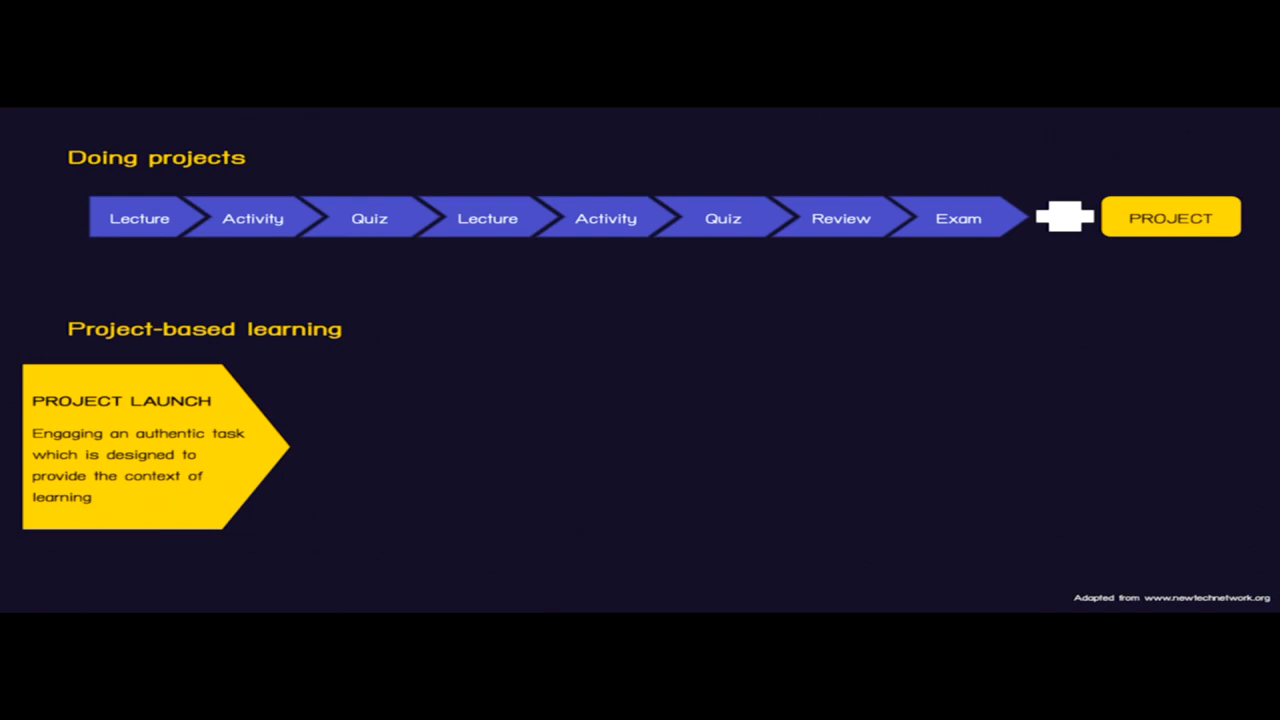 Doing projects
Lecture Activity Quiz Lecture Activity Quiz Review Exam PROJECT
Project-based learning
PROJECT LAUNCH
Engaging an authentic task
which is designed to
provide the context of
learning
Adapted from www.newtechnetwork.org